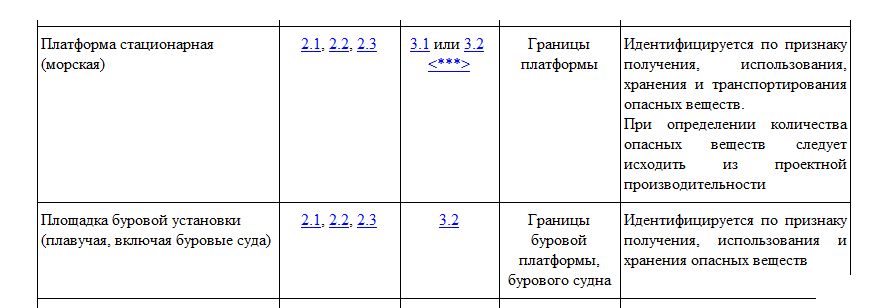 Платформа стационарная
(морская)
2.1, 2.2, 2.3
3.1 или 3.2
<***>
Границы
платформы
Идентифицируется по признаку
получения, использования,
хранения и транспортирования
опасных веществ.
При определении количества
опасных веществ следует
исходить из проектной
производительности
Площадка буровой установки
(плавучая, включая буровые суда)
2.1, 2.2, 2.3
3.2
Границы
буровой
платформы,
бурового судна
Идентифицируется по признаку
получения, использования и
хранения опасных веществ